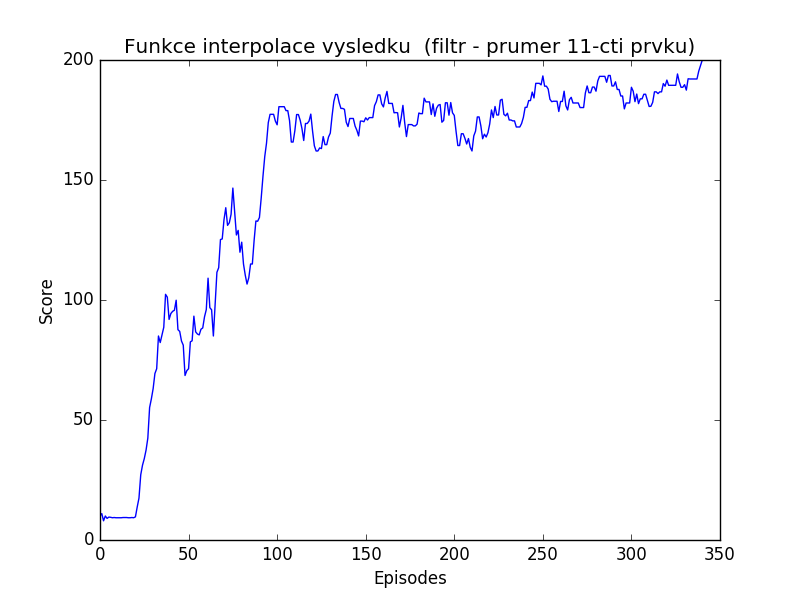 Funkce interpolace vysledku (filtr - prumer 11-cti prvku)
200
150
100
50
0
Score
0 50 100 150 200 250 300 350
Episodes